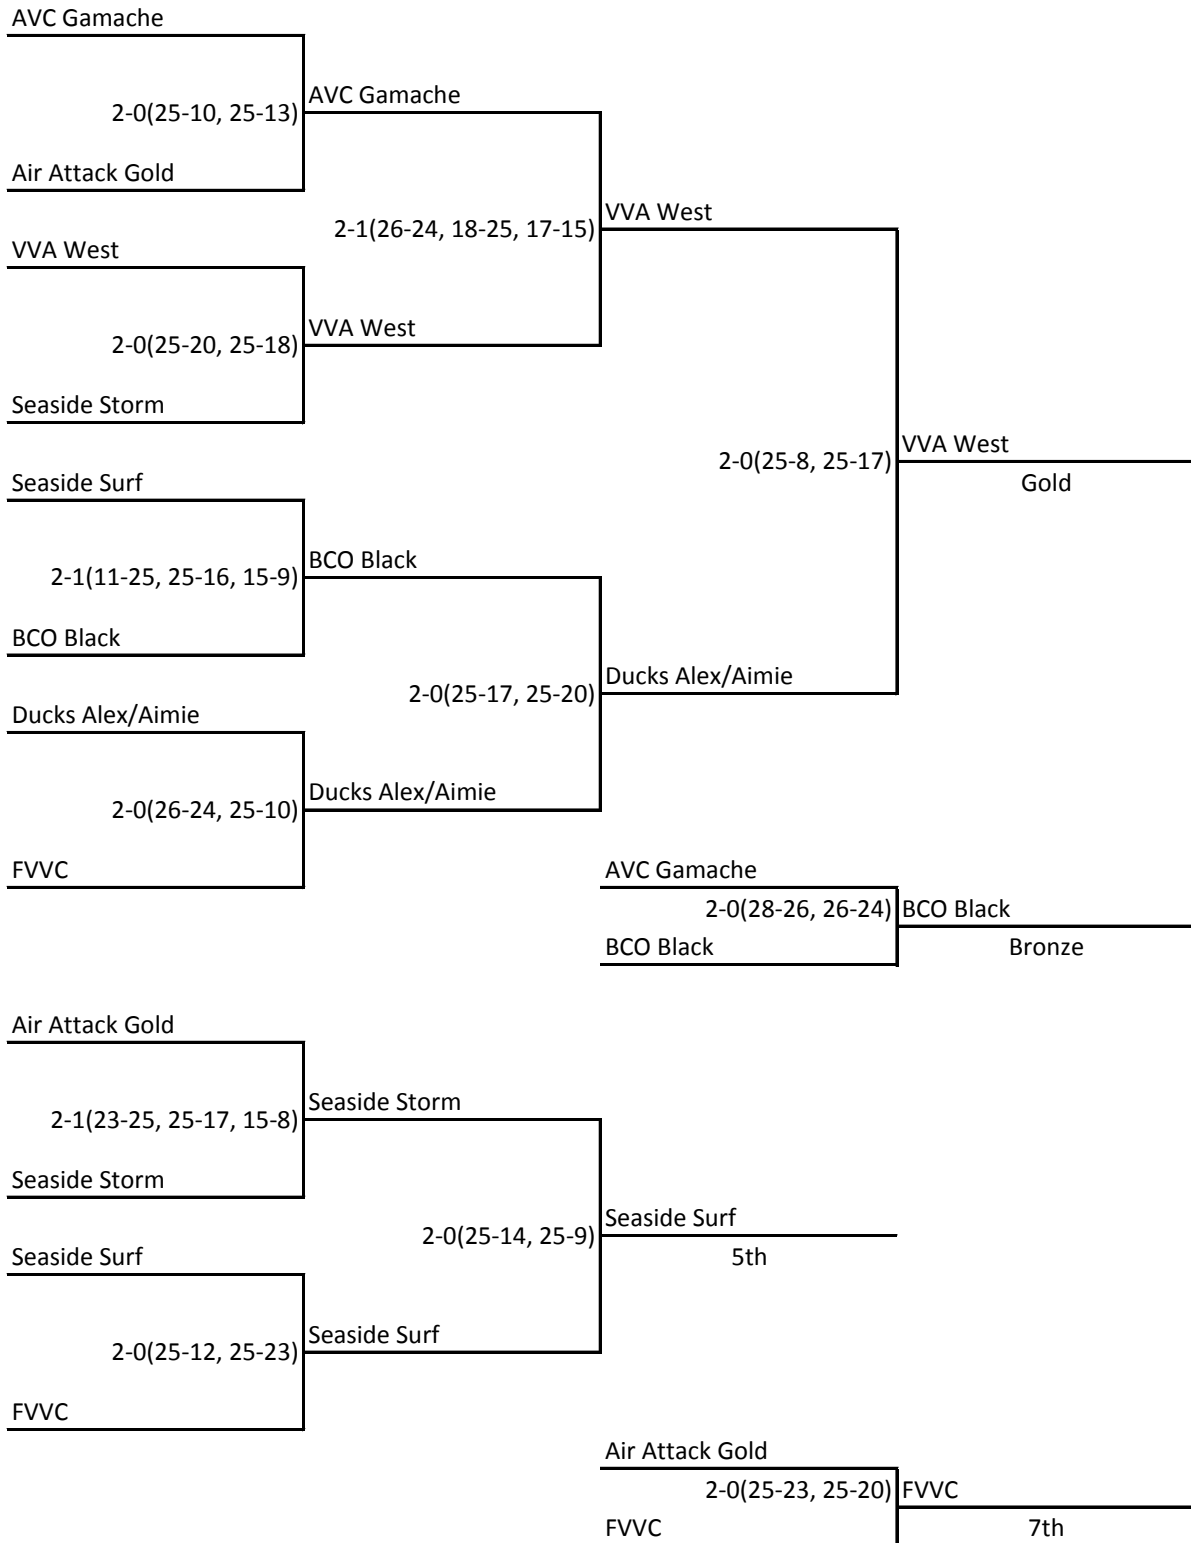 AVC Gamache
AVC Gamache
2-0(25-10, 25-13)
Air Attack Gold
VVA West
2-1(26-24, 18-25, 17-15)
VVA West
VVA West
2-0(25-20, 25-18)
Seaside Storm
VVA West
2-0(25-8, 25-17)
Seaside Surf
Gold
BCO Black
2-1(11-25, 25-16, 15-9)
BCO Black
Ducks Alex/Aimie
2-0(25-17, 25-20)
Ducks Alex/Aimie
Ducks Alex/Aimie
2-0(26-24, 25-10)
FVVC
AVC Gamache
2-0(28-26, 26-24)
BCO Black
BCO Black
Bronze
Air Attack Gold
Seaside Storm
2-1(23-25, 25-17, 15-8)
Seaside Storm
Seaside Surf
2-0(25-14, 25-9)
Seaside Surf
5th
Seaside Surf
2-0(25-12, 25-23)
FVVC
Air Attack Gold
2-0(25-23, 25-20)
FVVC
FVVC
7th